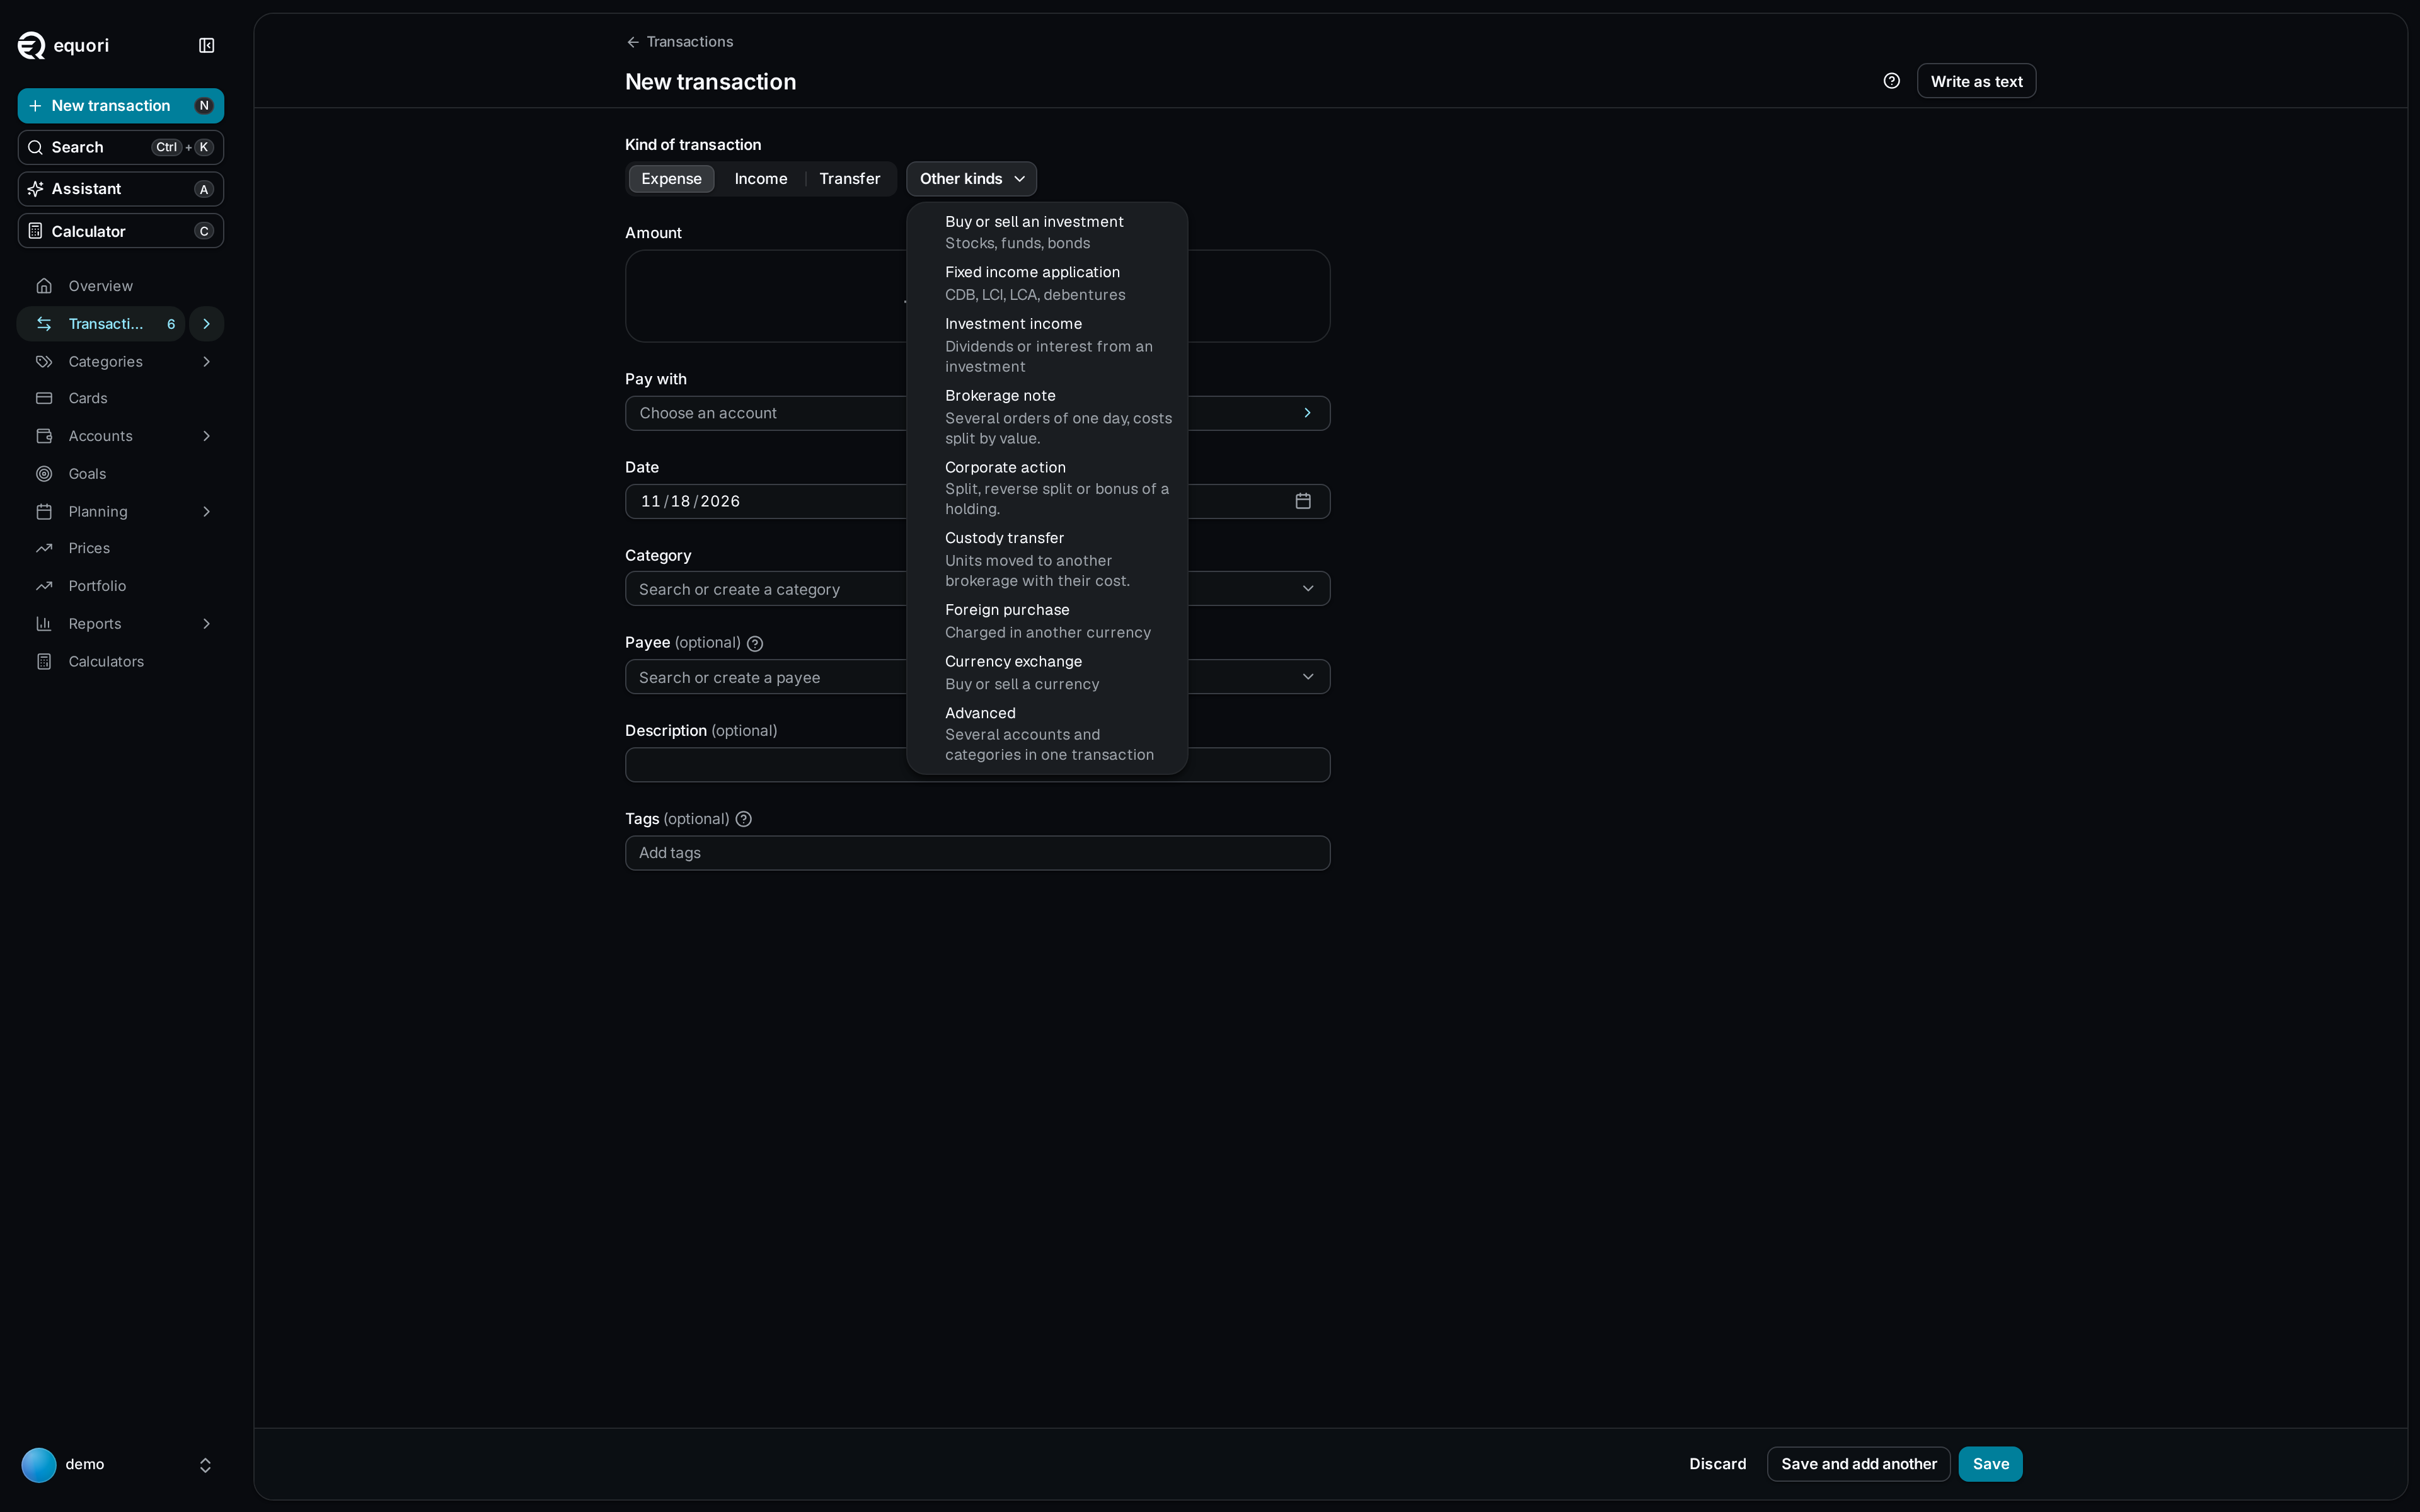 equori
New transaction N
Search Ctrl + K
Assistant A
Calculator C
Overview
Transacti... 6
Categories
Cards
Accounts
Goals
Planning
Prices
Portfolio
Reports
Calculators
demo
Transactions
New transaction
Write as text
Kind of transaction
Expense Income Transfer Other kinds
Buy or sell an investment
Stocks, funds, bonds
Fixed income application
CDB, LCI, LCA, debentures
Investment income
Dividends or interest from an
investment
Brokerage note
Several orders of one day, costs
split by value.
Corporate action
Split, reverse split or bonus of a
holding.
Custody transfer
Units moved to another
brokerage with their cost.
Foreign purchase
Charged in another currency
Currency exchange
Buy or sell a currency
Advanced
Several accounts and
categories in one transaction
Amount
Pay with
Choose an account
Date
11/18/2026
Category
Search or create a category
Payee (optional)
Search or create a payee
Description (optional)
Tags (optional)
Add tags
Discard Save and add another Save